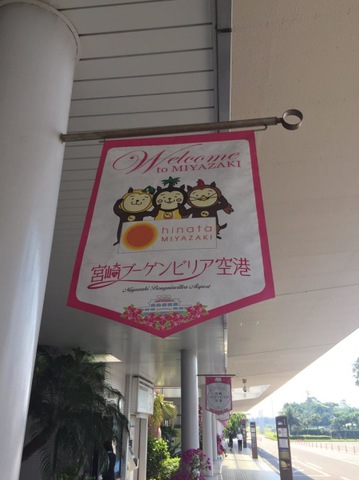 Welcome
to MIYAZAKI
hinata
MIYAZAKI
宮崎ブーゲンビリア空港
Miyazaki Bougainvillea Airport